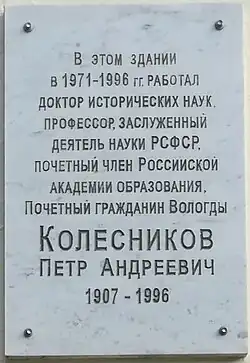 В этом здании
в 1971-1996 гг. работал
доктор исторических наук,
профессор, заслуженный
деятель науки РСФСР,
почетный член Российской
академии образования,
Почетный гражданин Вологды
Колесников
Петр Андреевич
1907 - 1996